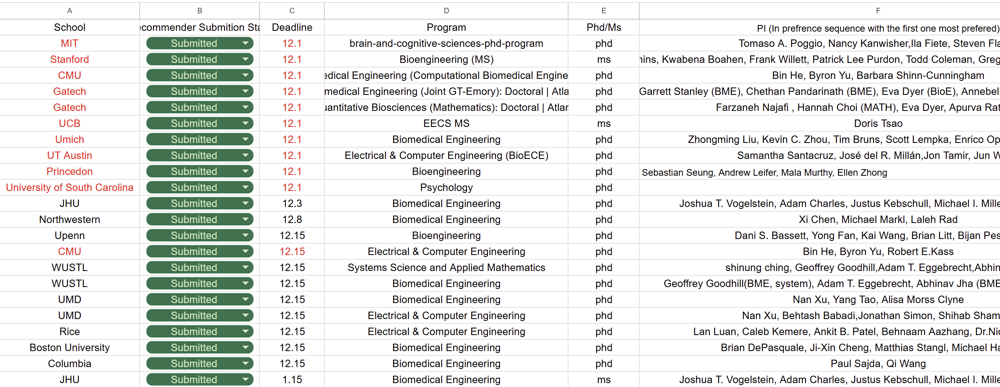 A B C D E F
School ecommender Submition Sta Deadline Program Phd/Ms PI (In prefrence sequence with the first one most prefered)
MIT Submitted 12.1 brain-and-cognitive-sciences-phd-program phd Tomaso A. Poggio, Nancy Kanwisher,Ila Fiete, Steven Fla
Stanford Submitted 12.1 Bioengineering (MS) ms nins, Kwabena Boahen, Frank Willett, Patrick Lee Purdon, Todd Coleman, Greg
CMU Submitted 12.1 edical Engineering (Computational Biomedical Engine phd Bin He, Byron Yu, Barbara Shinn-Cunningham
Gatech Submitted 12.1 medical Engineering (Joint GT-Emory): Doctoral | Atla phd Garrett Stanley (BME), Chethan Pandarinath (BME), Eva Dyer (BioE), Annebell
Gatech Submitted 12.1 uantitative Biosciences (Mathematics): Doctoral | Atlan phd Farzaneh Najafi , Hannah Choi (MATH), Eva Dyer, Apurva Rat
UCB Submitted 12.1 EECS MS ms Doris Tsao
Umich Submitted 12.1 Biomedical Engineering phd Zhongming Liu, Kevin C. Zhou, Tim Bruns, Scott Lempka, Enrico Op
UT Austin Submitted 12.1 Electrical & Computer Engineering (BioECE) phd Samantha Santacruz, José del R. Millán,Jon Tamir, Jun W
Princedon Submitted 12.1 Bioengineering phd Sebastian Seung, Andrew Leifer, Mala Murthy, Ellen Zhong
University of South Carolina Submitted 12.1 Psychology phd
JHU Submitted 12.3 Biomedical Engineering phd Joshua T. Vogelstein, Adam Charles, Justus Kebschull, Michael I. Mille
Northwestern Submitted 12.8 Biomedical Engineering phd Xi Chen, Michael Markl, Laleh Rad
Upenn Submitted 12.15 Bioengineering phd Dani S. Bassett, Yong Fan, Kai Wang, Brian Litt, Bijan Pes
CMU Submitted 12.15 Electrical & Computer Engineering phd Bin He, Byron Yu, Robert E.Kass
WUSTL Submitted 12.15 Systems Science and Applied Mathematics phd shinung ching, Geoffrey Goodhill,Adam T. Eggebrecht,Abhin
WUSTL Submitted 12.15 Biomedical Engineering phd Geoffrey Goodhill(BME, system), Adam T. Eggebrecht, Abhinav Jha (BME
UMD Submitted 12.15 Biomedical Engineering phd Nan Xu, Yang Tao, Alisa Morss Clyne
UMD Submitted 12.15 Electrical & Computer Engineering phd Nan Xu, Behtash Babadi,Jonathan Simon, Shihab Sham
Rice Submitted 12.15 Electrical & Computer Engineering phd Lan Luan, Caleb Kemere, Ankit B. Patel, Behnaam Aazhang, Dr.Nic
Boston University Submitted 12.15 Biomedical Engineering phd Brian DePasquale, Ji-Xin Cheng, Matthias Stangl, Michael Ha
Columbia Submitted 12.15 Biomedical Engineering phd Paul Sajda, Qi Wang
JHU Submitted 1.15 Biomedical Engineering ms Joshua T. Vogelstein, Adam Charles, Justus Kebschull, Michael I. Mille